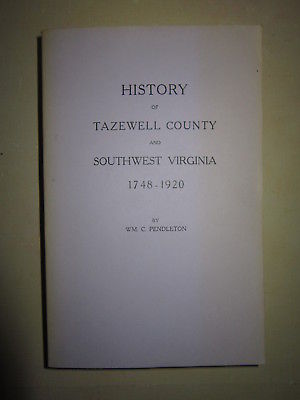 HISTORY
OF
TAZEWELL COUNTY
AND
SOUTHWEST VIRGINIA
1748-1920
BY
WM. C. PENDLETON